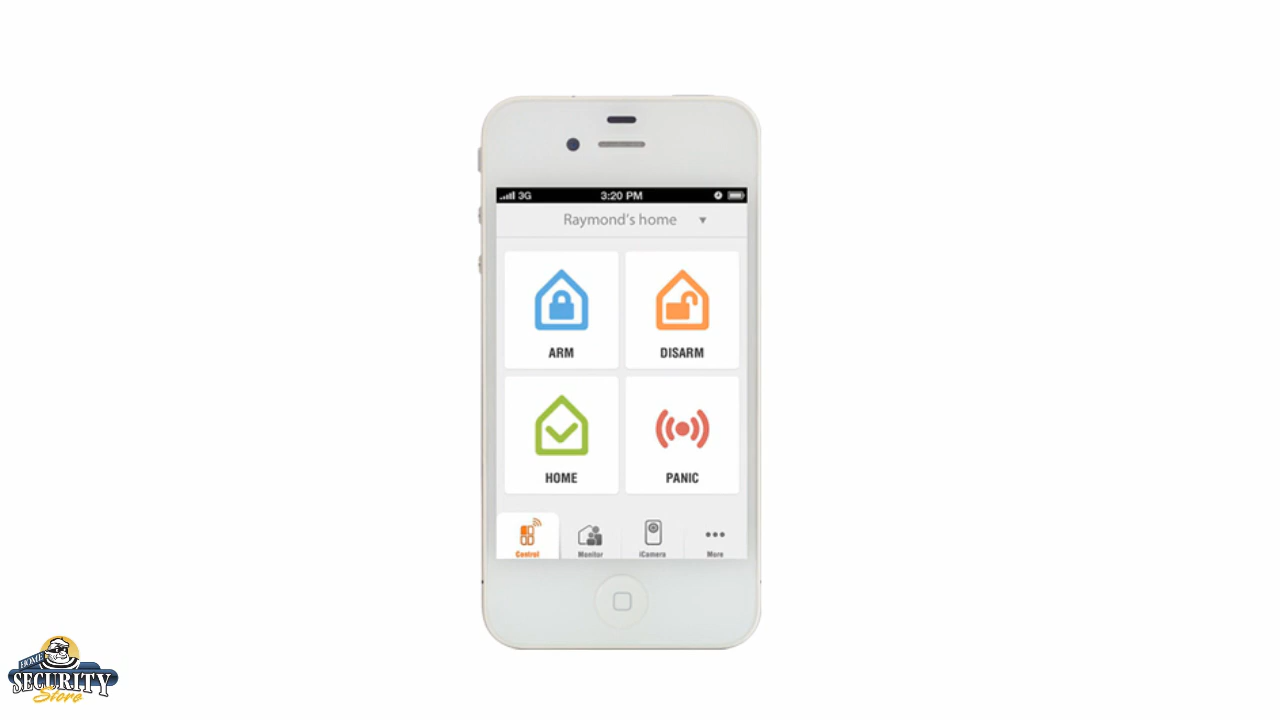 3G 3:20 PM
Raymond's home
ARM DISARM
HOME PANIC
Control Monitor iCamera More
HOME
SECURITY
Store